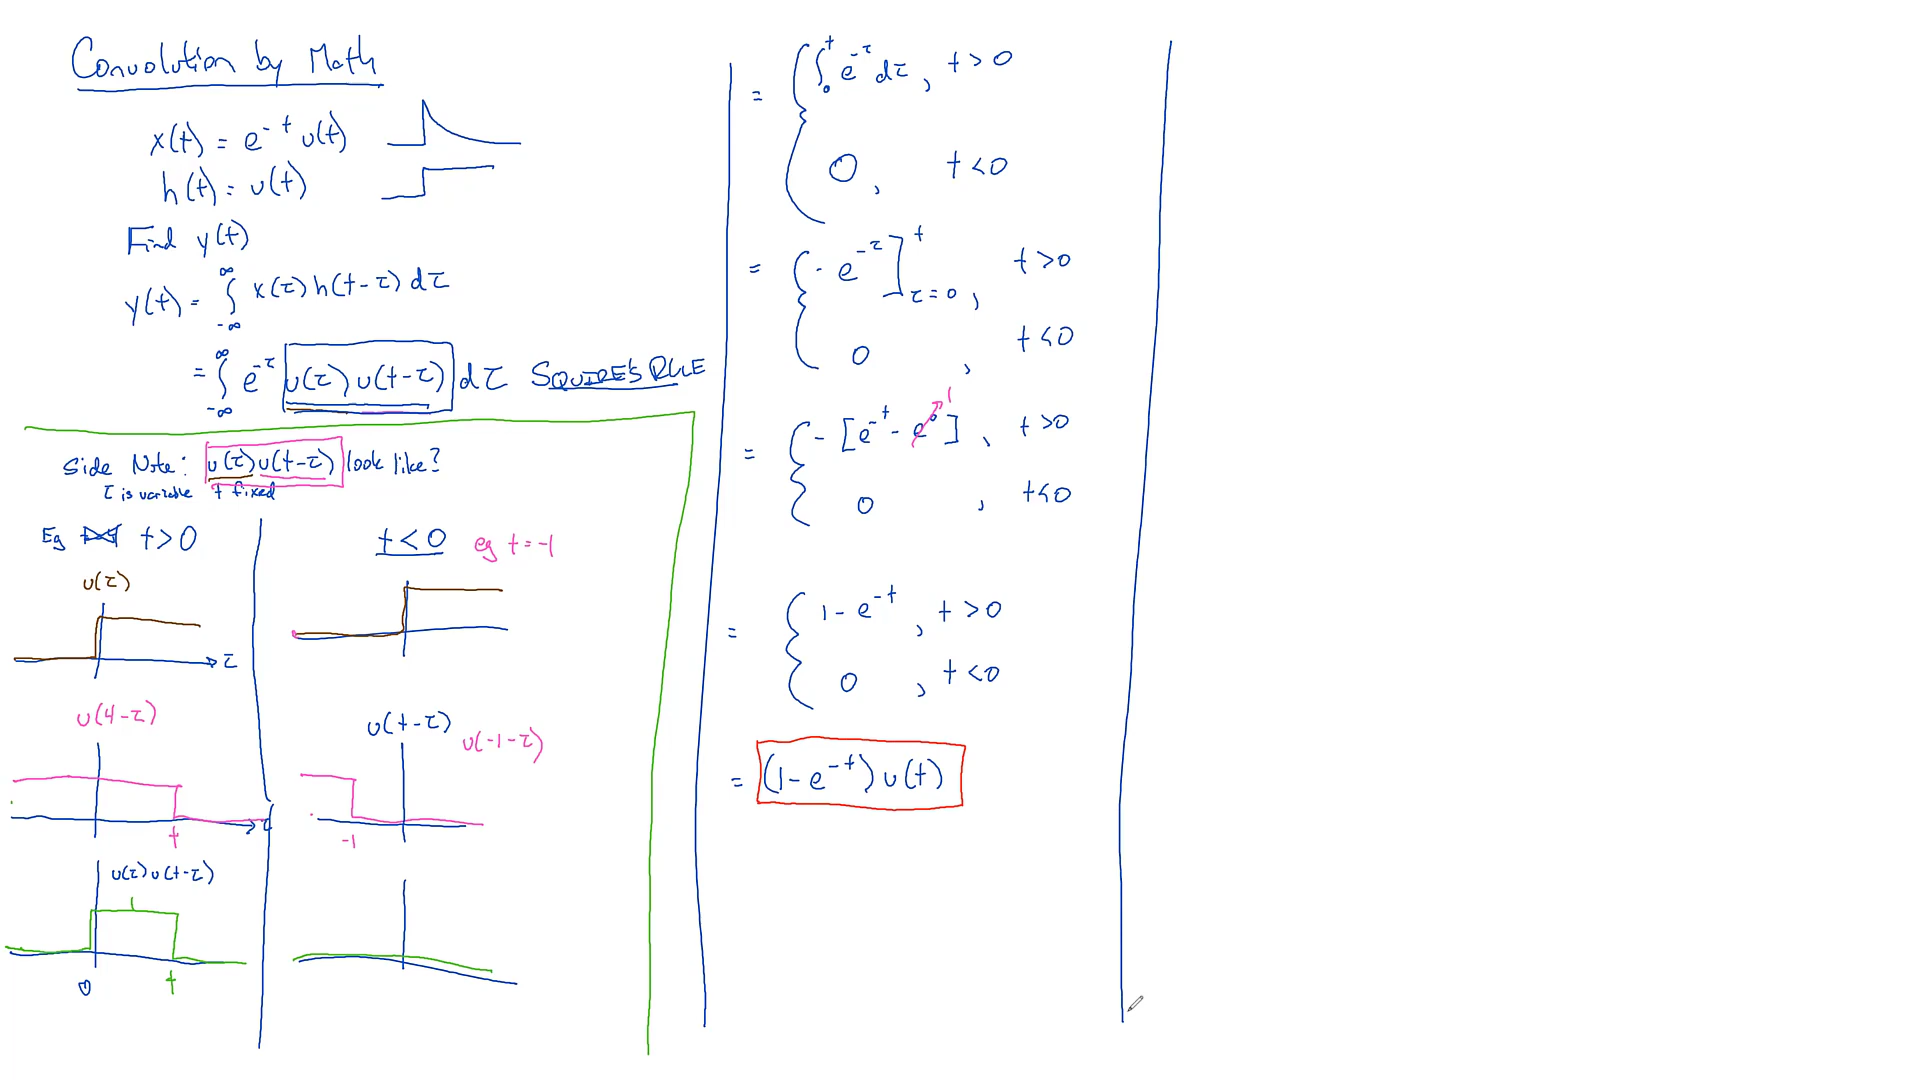 Convolution by Math
x(t) = e^-t u(t)
h(t) = u(t)
Find y(t)
y(t) = ∫_-∞^∞ x(τ) h(t-τ) dτ
= ∫_-∞^∞ e^-τ u(τ) u(t-τ) dτ SQUIRE'S RULE
Side Note: u(τ) u(t-τ) look like?
τ is variable t fixed
Eg t>0
u(τ)
τ
u(4-τ)
t
τ
u(τ) u(t-τ)
1
0 t
t<0 eg t=-1
u(t-τ)
u(-1-τ)
-1
= { ∫_0^t e^-τ dτ, t>0
0, t<0
= { -e^-τ ]_τ=0^t, t>0
0, t<0
= { -[e^-t - e^0], t>0
1
0, t<0
= { 1-e^-t, t>0
0, t<0
= (1-e^-t) u(t)